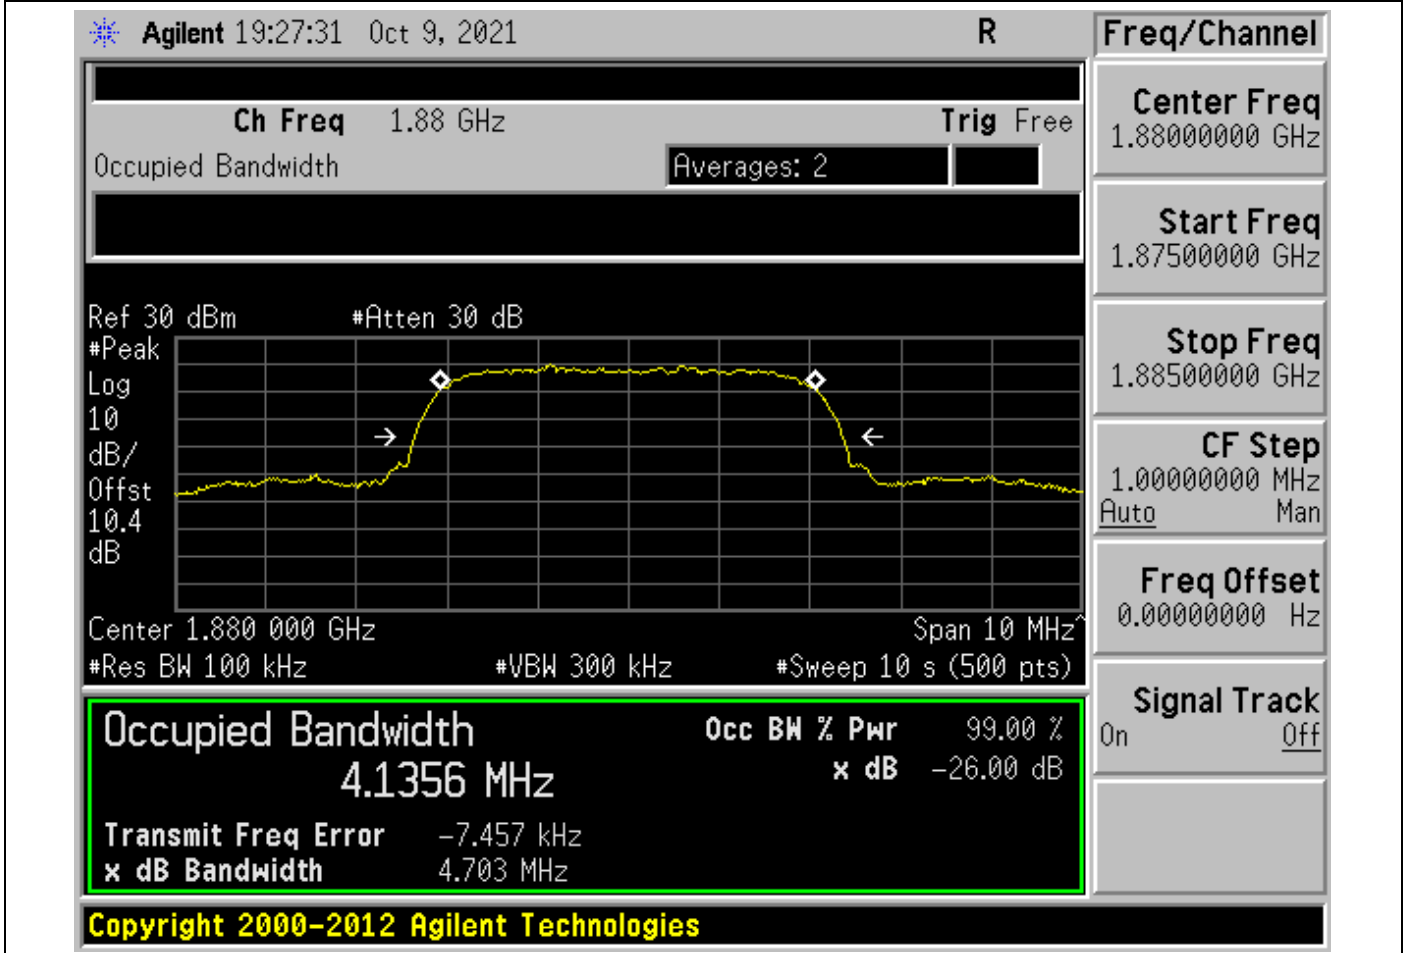 Agilent 19:27:31 Oct 9, 2021 R Freq/Channel
Ch Freq 1.88 GHz Trig Free
Occupied Bandwidth Averages: 2
Center Freq
1.88000000 GHz
Start Freq
1.87500000 GHz
Stop Freq
1.88500000 GHz
CF Step
1.00000000 MHz
Auto Man
Freq Offset
0.00000000 Hz
Signal Track
On Off
Ref 30 dBm #Atten 30 dB
#Peak
Log
10
dB/
Offst
10.4
dB
Center 1.880 000 GHz Span 10 MHz^
#Res BW 100 kHz #VBW 300 kHz #Sweep 10 s (500 pts)
Occupied Bandwidth Occ BW % Pwr 99.00 %
4.1356 MHz x dB -26.00 dB
Transmit Freq Error -7.457 kHz
x dB Bandwidth 4.703 MHz
Copyright 2000-2012 Agilent Technologies